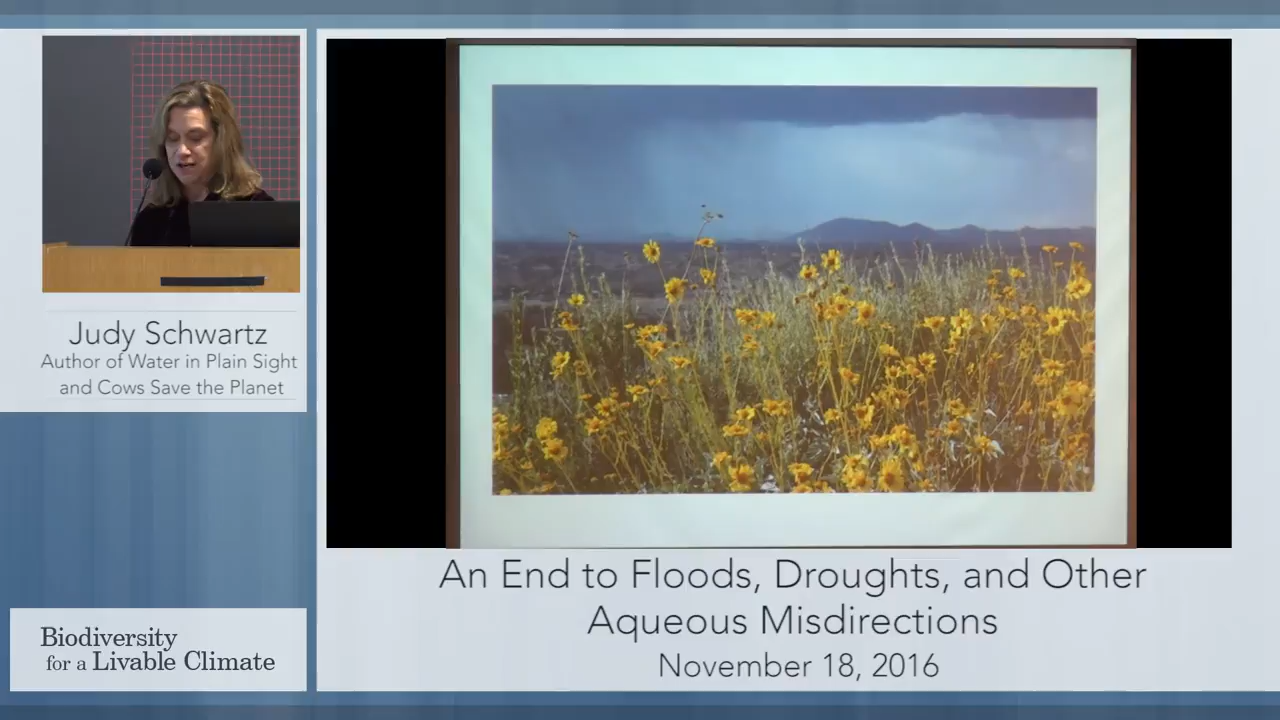 Judy Schwartz
Author of Water in Plain Sight
and Cows Save the Planet
Biodiversity
for a Livable Climate
An End to Floods, Droughts, and Other
Aqueous Misdirections
November 18, 2016